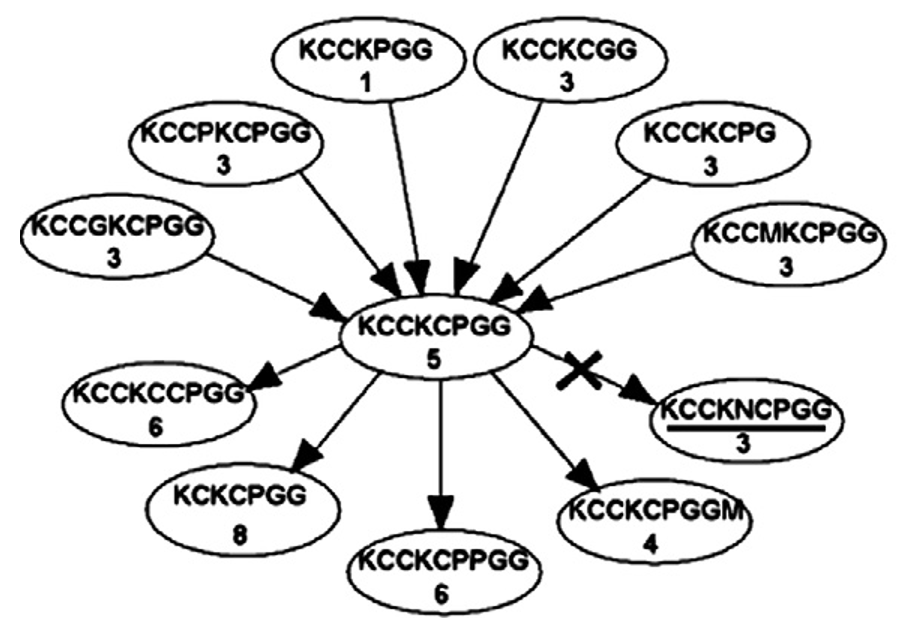 KCCKPGG
1
KCCKCGG
3
KCCPKCPGG
3
KCCKCPG
3
KCCGKCPGG
3
KCCMKCPGG
3
KCCKCPGG
5
KCCKCCPGG
6
KCCKNCPGG
3
KCKCPGG
8
KCCKCPGGM
4
KCCKCPPGG
6